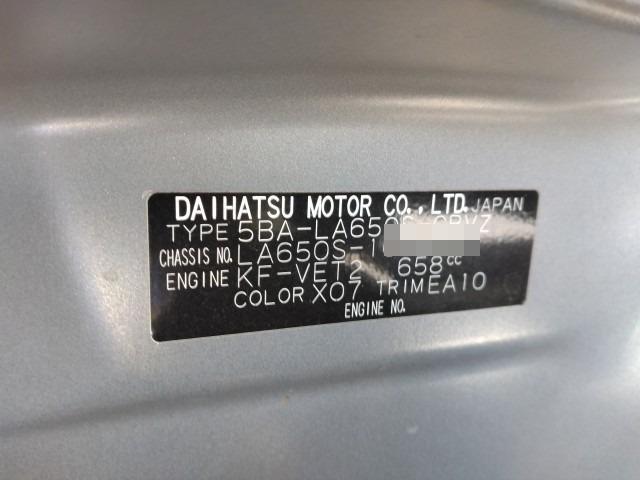 DAIHATSU MOTOR CO., LTD. JAPAN
TYPE 5BA-LA650S-GBVZ
CHASSIS NO. LA650S-1
ENGINE KF-VET2 658cc
COLOR X07 TRIM EA10
ENGINE NO.